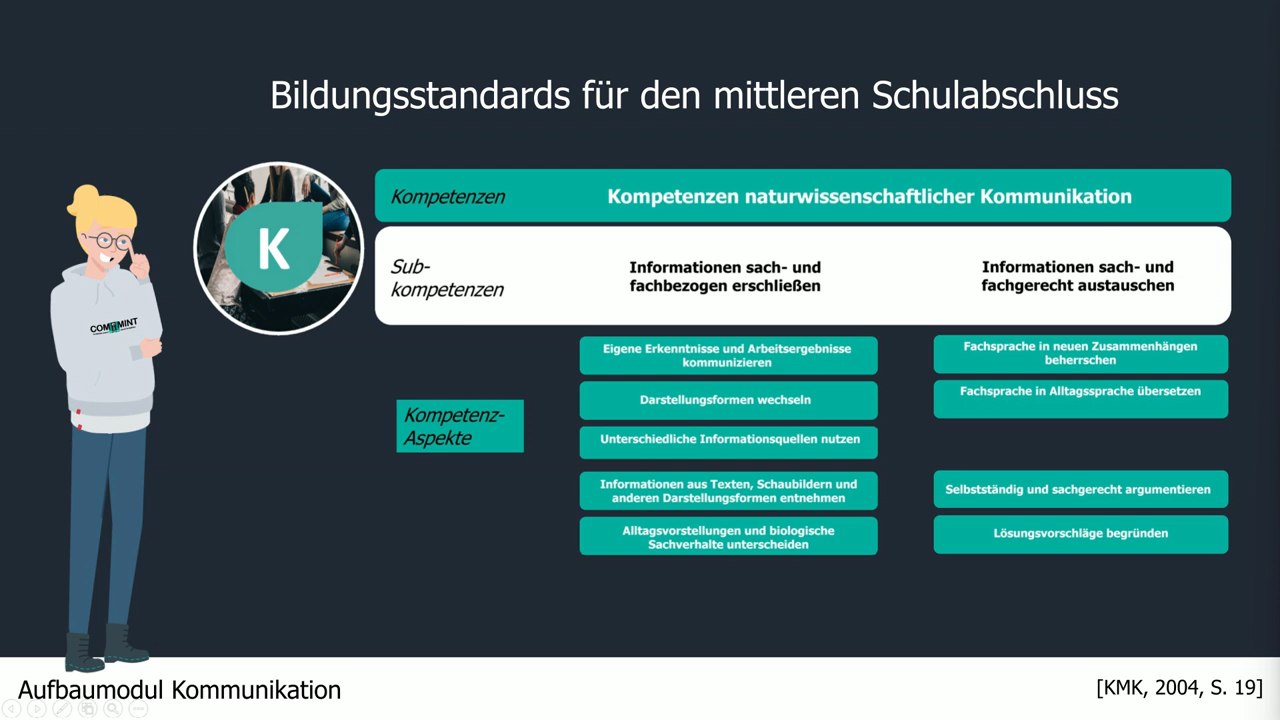 Bildungsstandards für den mittleren Schulabschluss
K
Kompetenzen
Kompetenzen naturwissenschaftlicher Kommunikation
Sub-
kompetenzen
Informationen sach- und
fachbezogen erschließen
Informationen sach- und
fachgerecht austauschen
Kompetenz-
Aspekte
Eigene Erkenntnisse und Arbeitsergebnisse
kommunizieren
Darstellungsformen wechseln
Unterschiedliche Informationsquellen nutzen
Informationen aus Texten, Schaubildern und
anderen Darstellungsformen entnehmen
Alltagsvorstellungen und biologische
Sachverhalte unterscheiden
Fachsprache in neuen Zusammenhängen
beherrschen
Fachsprache in Alltagssprache übersetzen
Selbstständig und sachgerecht argumentieren
Lösungsvorschläge begründen
Aufbaumodul Kommunikation
[KMK, 2004, S. 19]